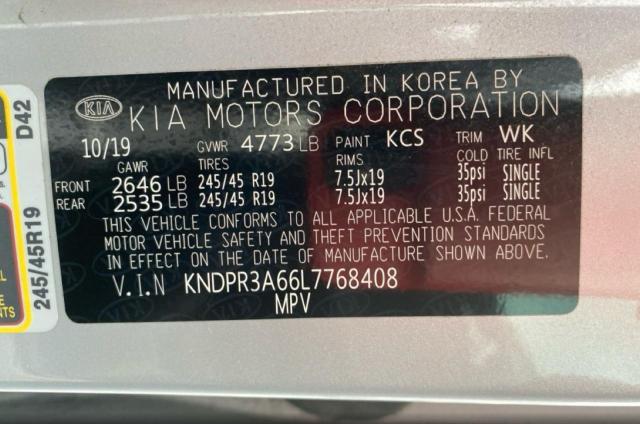 MANUFACTURED IN KOREA BY
KIA KIA MOTORS CORPORATION
10/19 GVWR 4773 LB PAINT KCS TRIM WK
GAWR TIRES RIMS COLD TIRE INFL
FRONT 2646 LB 245/45 R19 7.5Jx19 35psi SINGLE
REAR 2535 LB 245/45 R19 7.5Jx19 35psi SINGLE
THIS VEHICLE CONFORMS TO ALL APPLICABLE U.S.A. FEDERAL
MOTOR VEHICLE SAFETY AND THEFT PREVENTION STANDARDS
IN EFFECT ON THE DATE OF MANUFACTURE SHOWN ABOVE.
V.I.N KNDPR3A66L7768408
MPV
245/45R19 D42